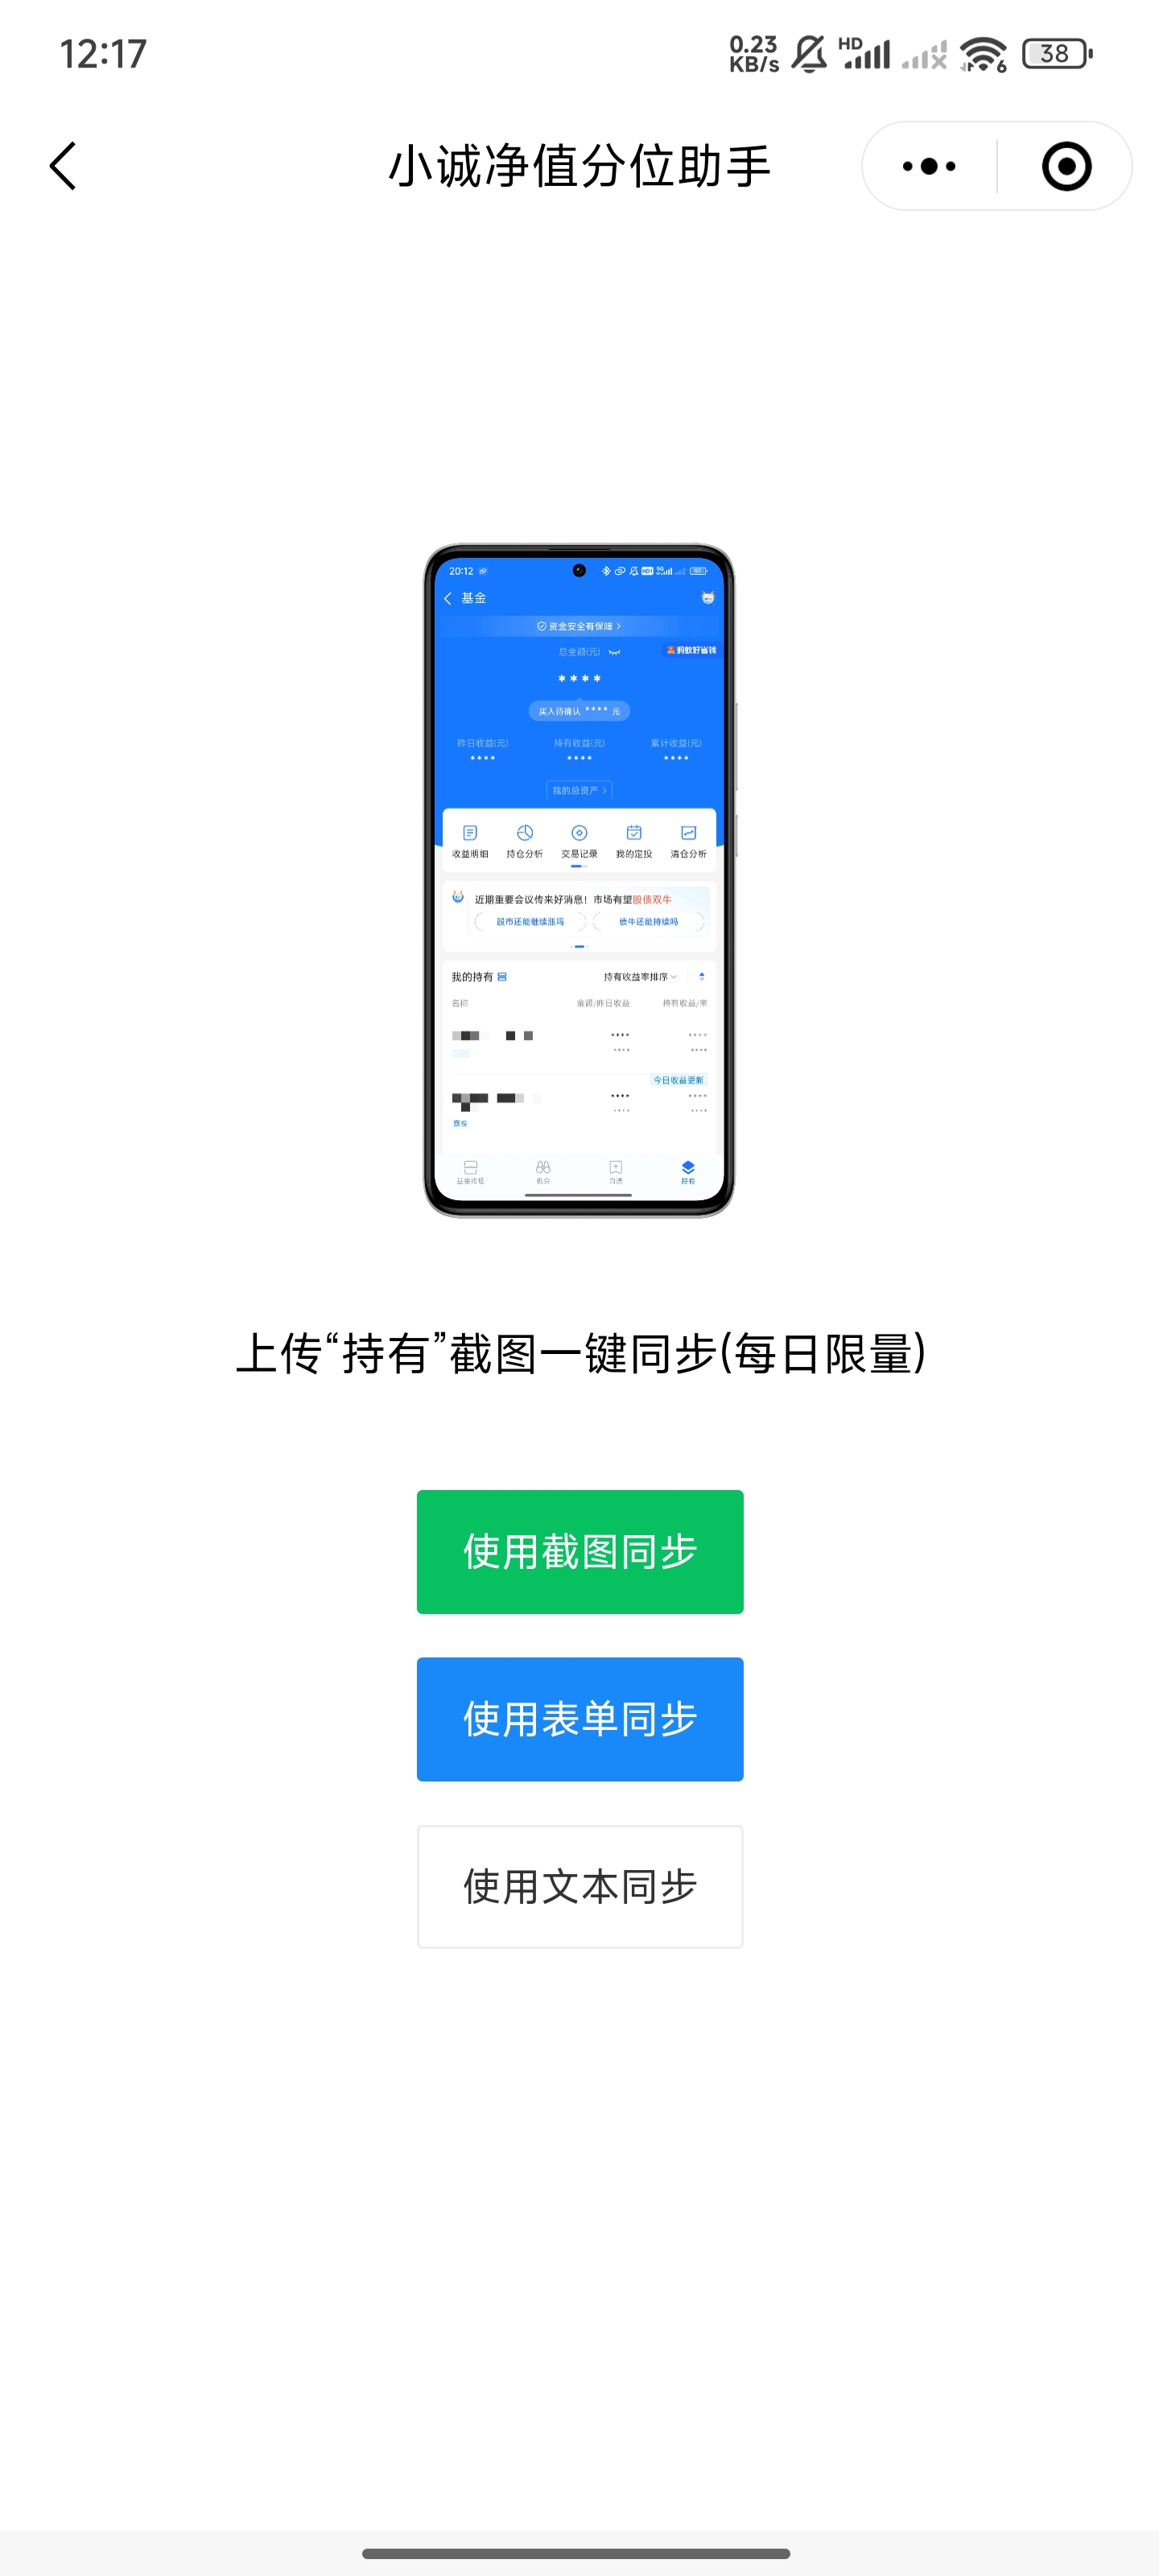 12:17
0.23
KB/s
HD
6
38
小诚净值分位助手
20:12
97
基金
资金安全有保障
总金额(元)
蚂蚁好省钱
****
买入待确认 **** 元
昨日收益(元) 持有收益(元) 累计收益(元)
**** **** ****
我的总资产
收益明细 持仓分析 交易记录 我的定投 清仓分析
近期重要会议传来好消息！市场有望股债双牛
股市还能继续涨吗 债牛还能持续吗
我的持有 持有收益率排序
名称 金额/昨日收益 持有收益/率
**** ****
**** ****
今日收益更新
**** ****
**** ****
定投
基金市场 机会 自选 持有
上传“持有”截图一键同步(每日限量)
使用截图同步
使用表单同步
使用文本同步